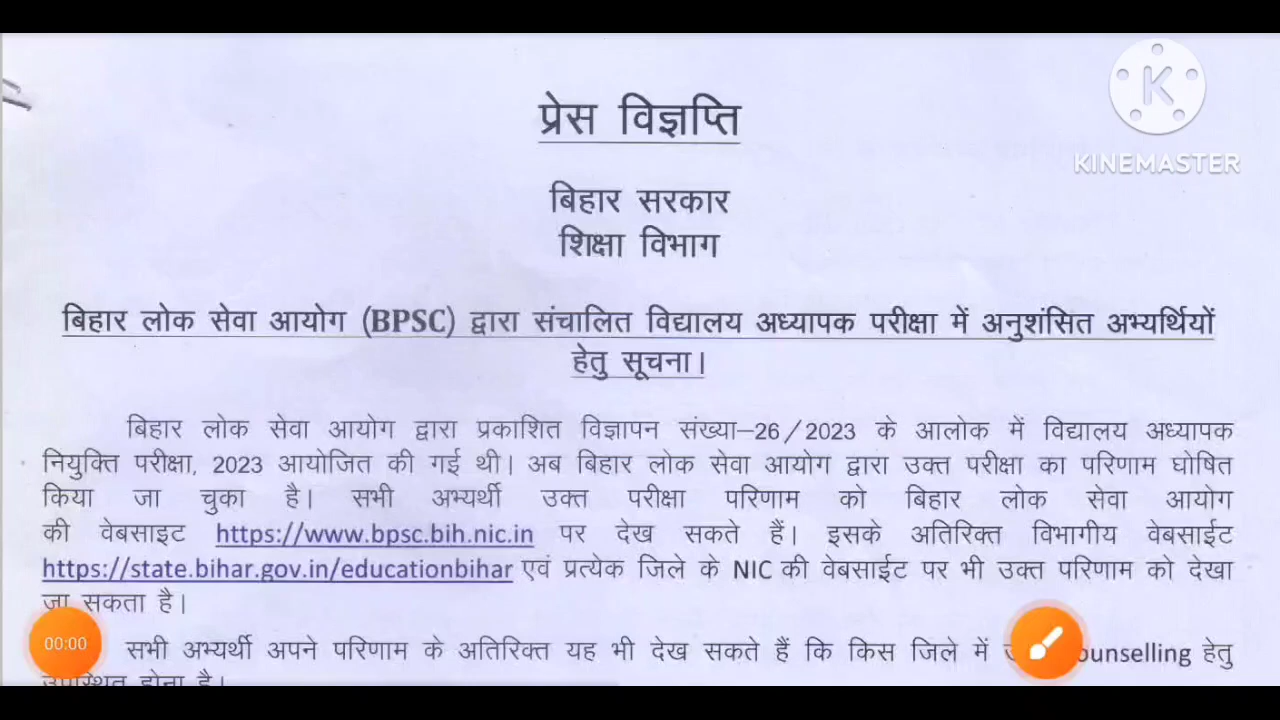 K
KINEMASTER
प्रेस विज्ञप्ति
बिहार सरकार
शिक्षा विभाग
बिहार लोक सेवा आयोग (BPSC) द्वारा संचालित विद्यालय अध्यापक परीक्षा में अनुशंसित अभ्यर्थियों
हेतु सूचना।
बिहार लोक सेवा आयोग द्वारा प्रकाशित विज्ञापन संख्या–26/2023 के आलोक में विद्यालय अध्यापक
नियुक्ति परीक्षा, 2023 आयोजित की गई थी। अब बिहार लोक सेवा आयोग द्वारा उक्त परीक्षा का परिणाम घोषित
किया जा चुका है। सभी अभ्यर्थी उक्त परीक्षा परिणाम को बिहार लोक सेवा आयोग
की वेबसाइट https://www.bpsc.bih.nic.in पर देख सकते हैं। इसके अतिरिक्त विभागीय वेबसाईट
https://state.bihar.gov.in/educationbihar एवं प्रत्येक जिले के NIC की वेबसाईट पर भी उक्त परिणाम को देखा
जा सकता है।
00:00
सभी अभ्यर्थी अपने परिणाम के अतिरिक्त यह भी देख सकते हैं कि किस जिले में ounselling हेतु
उपस्थित होना है।